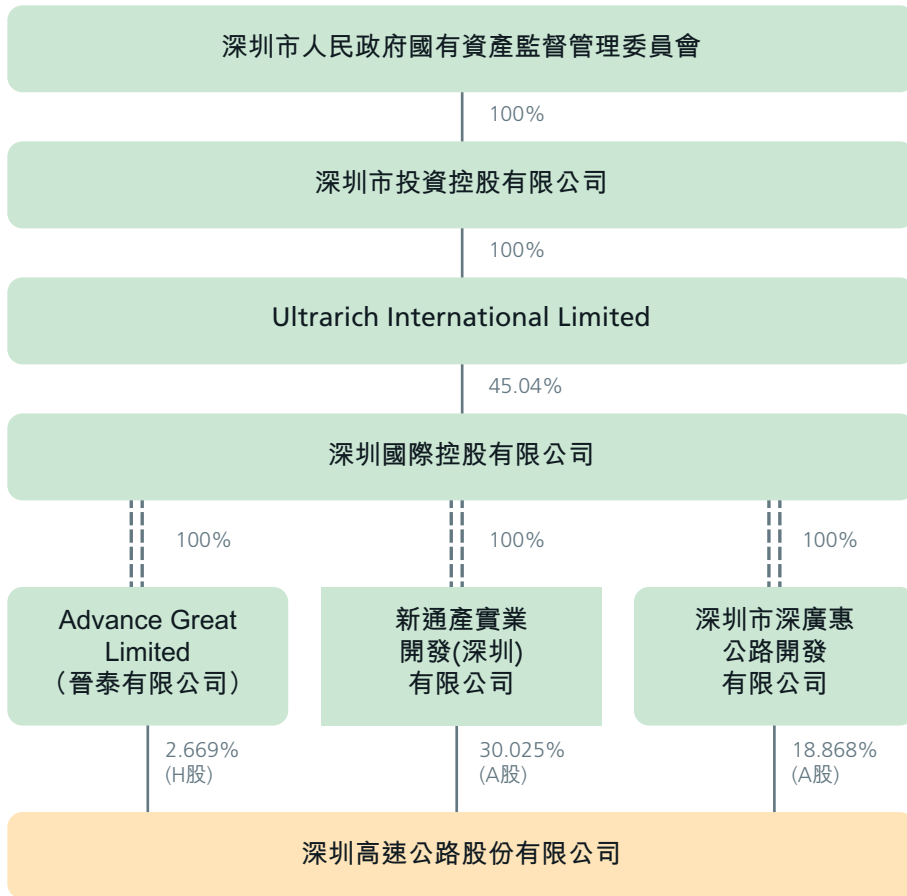 深圳市人民政府國有資產監督管理委員會
100%
深圳市投資控股有限公司
100%
Ultrarich International Limited
45.04%
深圳國際控股有限公司
100%
100%
100%
Advance Great
Limited
（晉泰有限公司）
新通產實業
開發(深圳)
有限公司
深圳市深廣惠
公路開發
有限公司
2.669%
(H股)
30.025%
(A股)
18.868%
(A股)
深圳高速公路股份有限公司